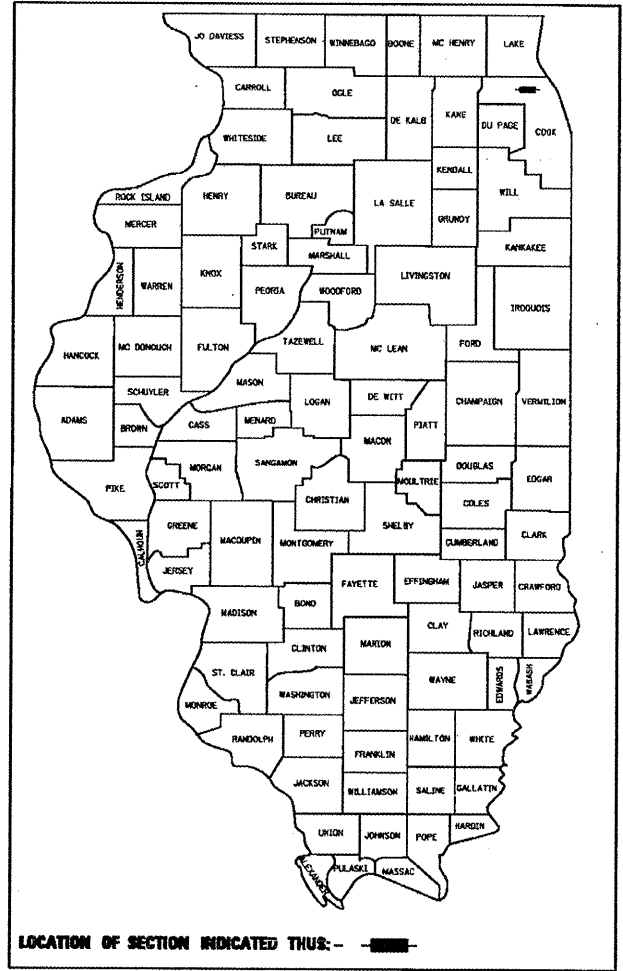 JO DAVIESS
STEPHENSON
WINNEBAGO
BOONE
MC HENRY
LAKE
CARROLL
OGLE
DE KALB
KANE
DU PAGE
COOK
WHITESIDE
LEE
KENDALL
WILL
ROCK ISLAND
HENRY
BUREAU
LA SALLE
GRUNDY
MERCER
PUTNAM
STARK
MARSHALL
KANKAKEE
HENDERSON
WARREN
KNOX
PEORIA
WOODFORD
LIVINGSTON
IROQUOIS
HANCOCK
MC DONOUGH
FULTON
TAZEWELL
MC LEAN
FORD
SCHUYLER
MASON
LOGAN
DE WITT
CHAMPAIGN
VERMILION
ADAMS
BROWN
CASS
MENARD
PIATT
MACON
PIKE
SCOTT
MORGAN
SANGAMON
CHRISTIAN
MOULTRIE
DOUGLAS
COLES
EDGAR
CALHOUN
GREENE
MACOUPIN
MONTGOMERY
SHELBY
CUMBERLAND
CLARK
JERSEY
FAYETTE
EFFINGHAM
JASPER
CRAWFORD
MADISON
BOND
CLINTON
MARION
CLAY
RICHLAND
LAWRENCE
ST. CLAIR
WASHINGTON
JEFFERSON
WAYNE
EDWARDS
WABASH
MONROE
RANDOLPH
PERRY
FRANKLIN
HAMILTON
WHITE
JACKSON
WILLIAMSON
SALINE
GALLATIN
UNION
JOHNSON
POPE
HARDIN
ALEXANDER
PULASKI
MASSAC
LOCATION OF SECTION INDICATED THUS:-